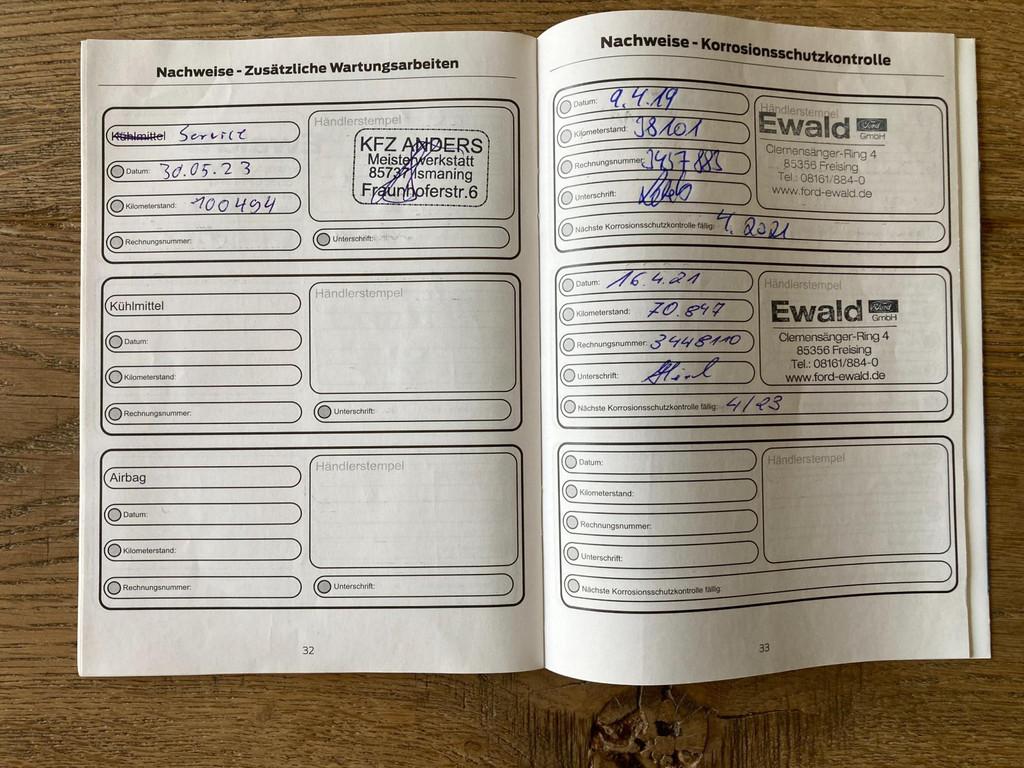 Nachweise - Zusätzliche Wartungsarbeiten
Kühlmittel Service
Datum: 30.05.23
Kilometerstand: 100494
Rechnungsnummer:
Händlerstempel
KFZ ANDERS
Meisterwerkstatt
85737 Ismaning
Fraunhoferstr.6
Unterschrift:
Kühlmittel
Datum:
Kilometerstand:
Rechnungsnummer:
Händlerstempel
Unterschrift:
Airbag
Datum:
Kilometerstand:
Rechnungsnummer:
Händlerstempel
Unterschrift:
32
Nachweise - Korrosionsschutzkontrolle
Datum: 9.4.19
Kilometerstand: 38101
Rechnungsnummer: 3457883
Unterschrift:
Händlerstempel
Ewald Ford
GmbH
Clemensänger-Ring 4
85356 Freising
Tel.: 08161/884-0
www.ford-ewald.de
Nächste Korrosionsschutzkontrolle fällig: 4. 2021
Datum: 16.4.21
Kilometerstand: 70.847
Rechnungsnummer: 3448110
Unterschrift:
Händlerstempel
Ewald Ford
GmbH
Clemensänger-Ring 4
85356 Freising
Tel.: 08161/884-0
www.ford-ewald.de
Nächste Korrosionsschutzkontrolle fällig: 4/23
Datum:
Kilometerstand:
Rechnungsnummer:
Unterschrift:
Händlerstempel
Nächste Korrosionsschutzkontrolle fällig:
33